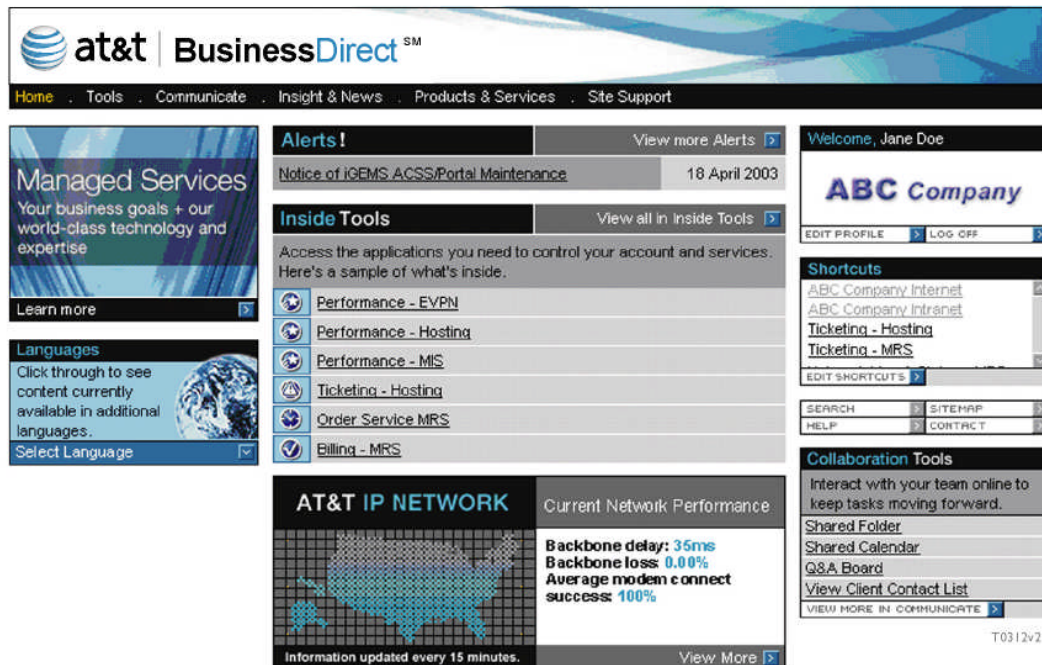 at&t | BusinessDirect SM
Home . Tools . Communicate . Insight & News . Products & Services . Site Support
Managed Services
Your business goals + our
world-class technology and
expertise
Learn more
Languages
Click through to see
content currently
available in additional
languages.
Select Language
Alerts!
View more Alerts
Notice of iGEMS ACSS/Portal Maintenance
18 April 2003
Inside Tools
View all in Inside Tools
Access the applications you need to control your account and services.
Here's a sample of what's inside.
Performance - EVPN
Performance - Hosting
Performance - MIS
Ticketing - Hosting
Order Service MRS
Billing - MRS
AT&T IP NETWORK
Information updated every 15 minutes.
Current Network Performance
Backbone delay: 35ms
Backbone loss: 0.00%
Average modem connect
success: 100%
View More
Welcome, Jane Doe
ABC Company
EDIT PROFILE
LOG OFF
Shortcuts
ABC Company Internet
ABC Company Intranet
Ticketing - Hosting
Ticketing - MRS
EDIT SHORTCUTS
SEARCH
SITEMAP
HELP
CONTACT
Collaboration Tools
Interact with your team online to
keep tasks moving forward.
Shared Folder
Shared Calendar
Q&A Board
View Client Contact List
VIEW MORE IN COMMUNICATE
T0312v2